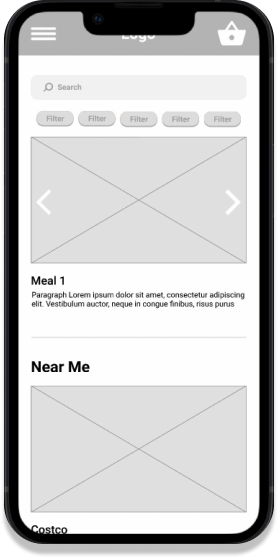 Logo
Search
Filter Filter Filter Filter Filter
Meal 1
Paragraph Lorem ipsum dolor sit amet, consectetur adipiscing
elit. Vestibulum auctor, neque in congue finibus, risus purus
Near Me
Costco